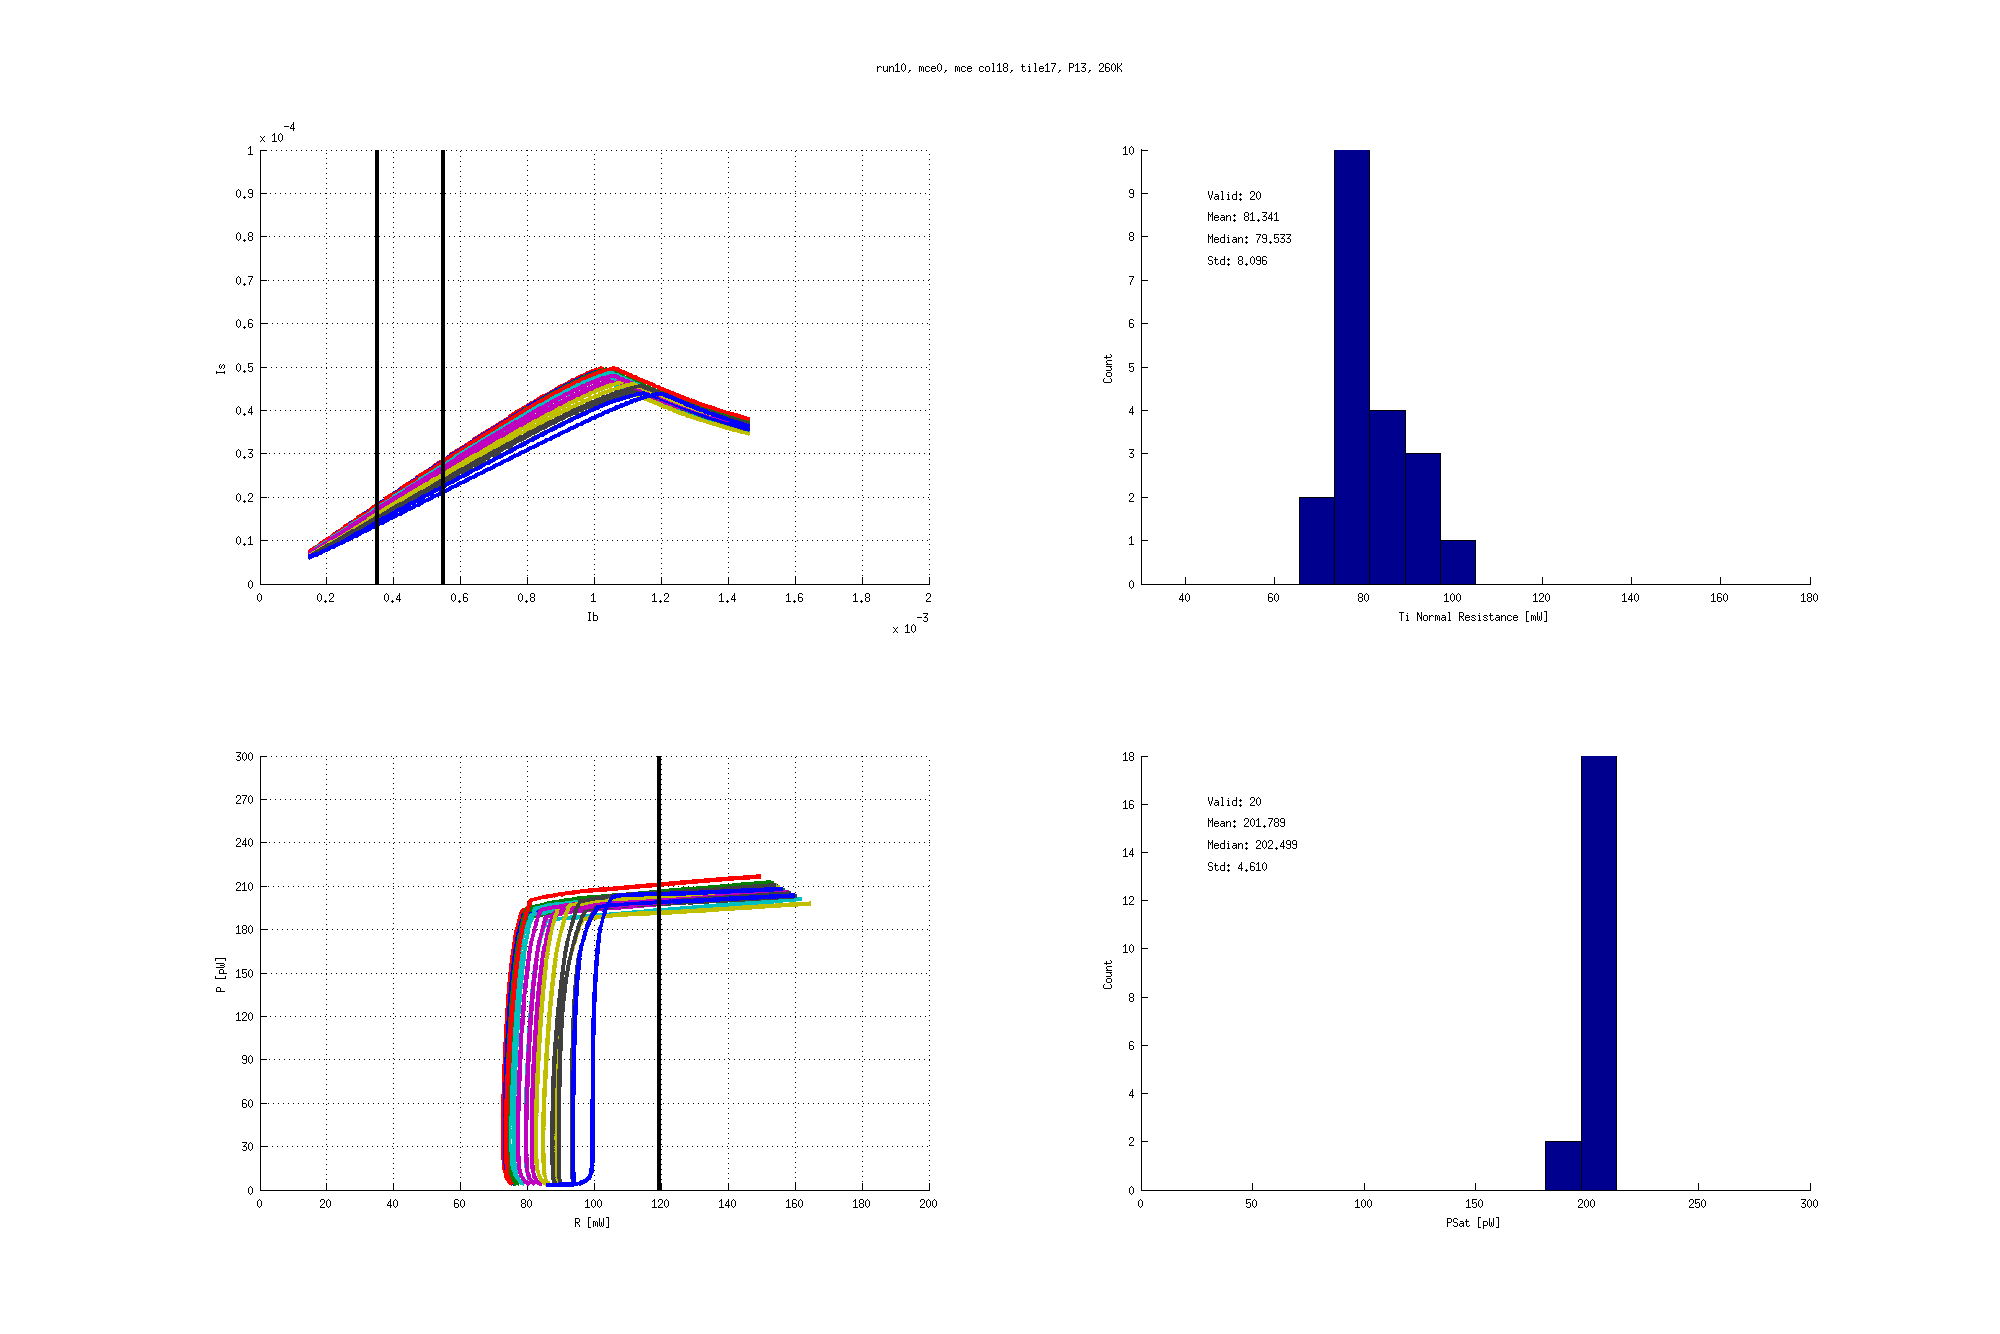 run10, mce0, mce col18, tile17, P13, 260K
x 10^-4
1
0.9
0.8
0.7
0.6
0.5
0.4
0.3
0.2
0.1
0
Is
0 0.2 0.4 0.6 0.8 1 1.2 1.4 1.6 1.8 2
Ib
x 10^-3
10
9
8
7
6
5
4
3
2
1
0
Count
Valid: 20
Mean: 81.341
Median: 79.533
Std: 8.096
40 60 80 100 120 140 160 180
Ti Normal Resistance [mW]
300
270
240
210
180
150
120
90
60
30
0
P [pW]
0 20 40 60 80 100 120 140 160 180 200
R [mW]
18
16
14
12
10
8
6
4
2
0
Count
Valid: 20
Mean: 201.789
Median: 202.499
Std: 4.610
0 50 100 150 200 250 300
PSat [pW]